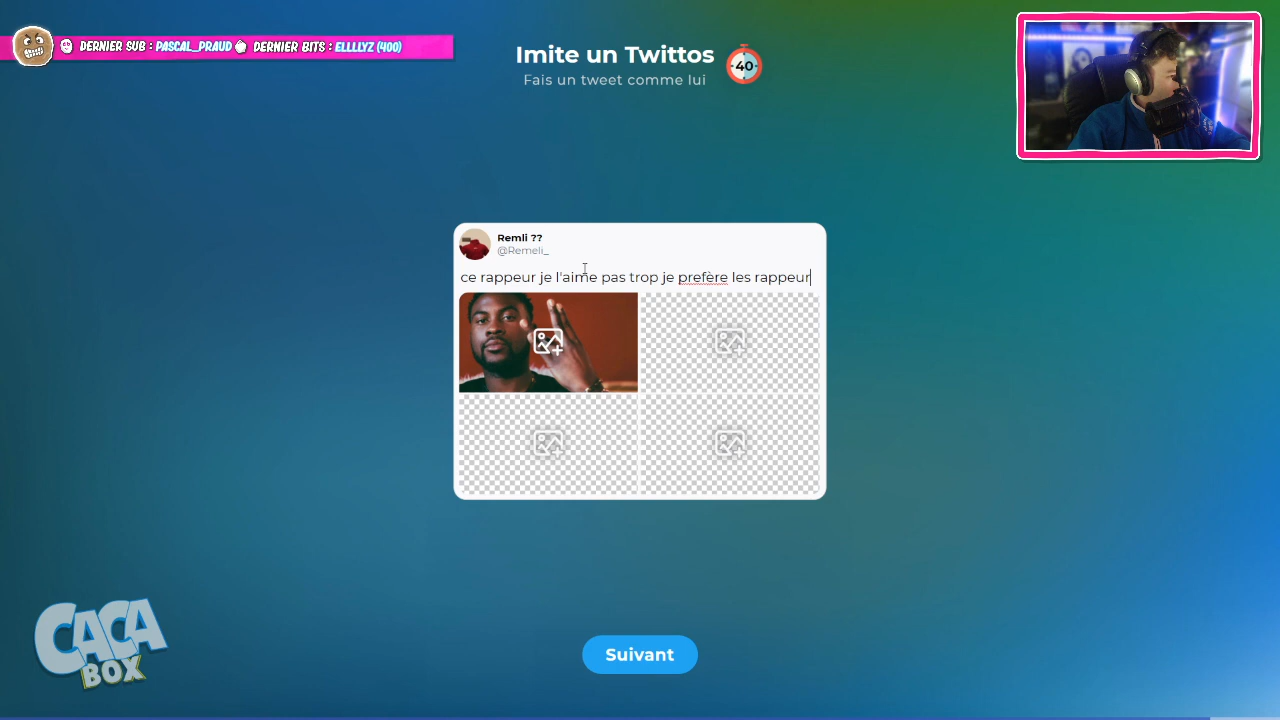 DERNIER SUB : PASCAL_PRAUD DERNIER BITS : ELLLLYZ (400)
Imite un Twittos
40
Fais un tweet comme lui
Remli ??
@Remeli_
ce rappeur je l'aime pas trop je prefère les rappeur
CACA
BOX
Suivant